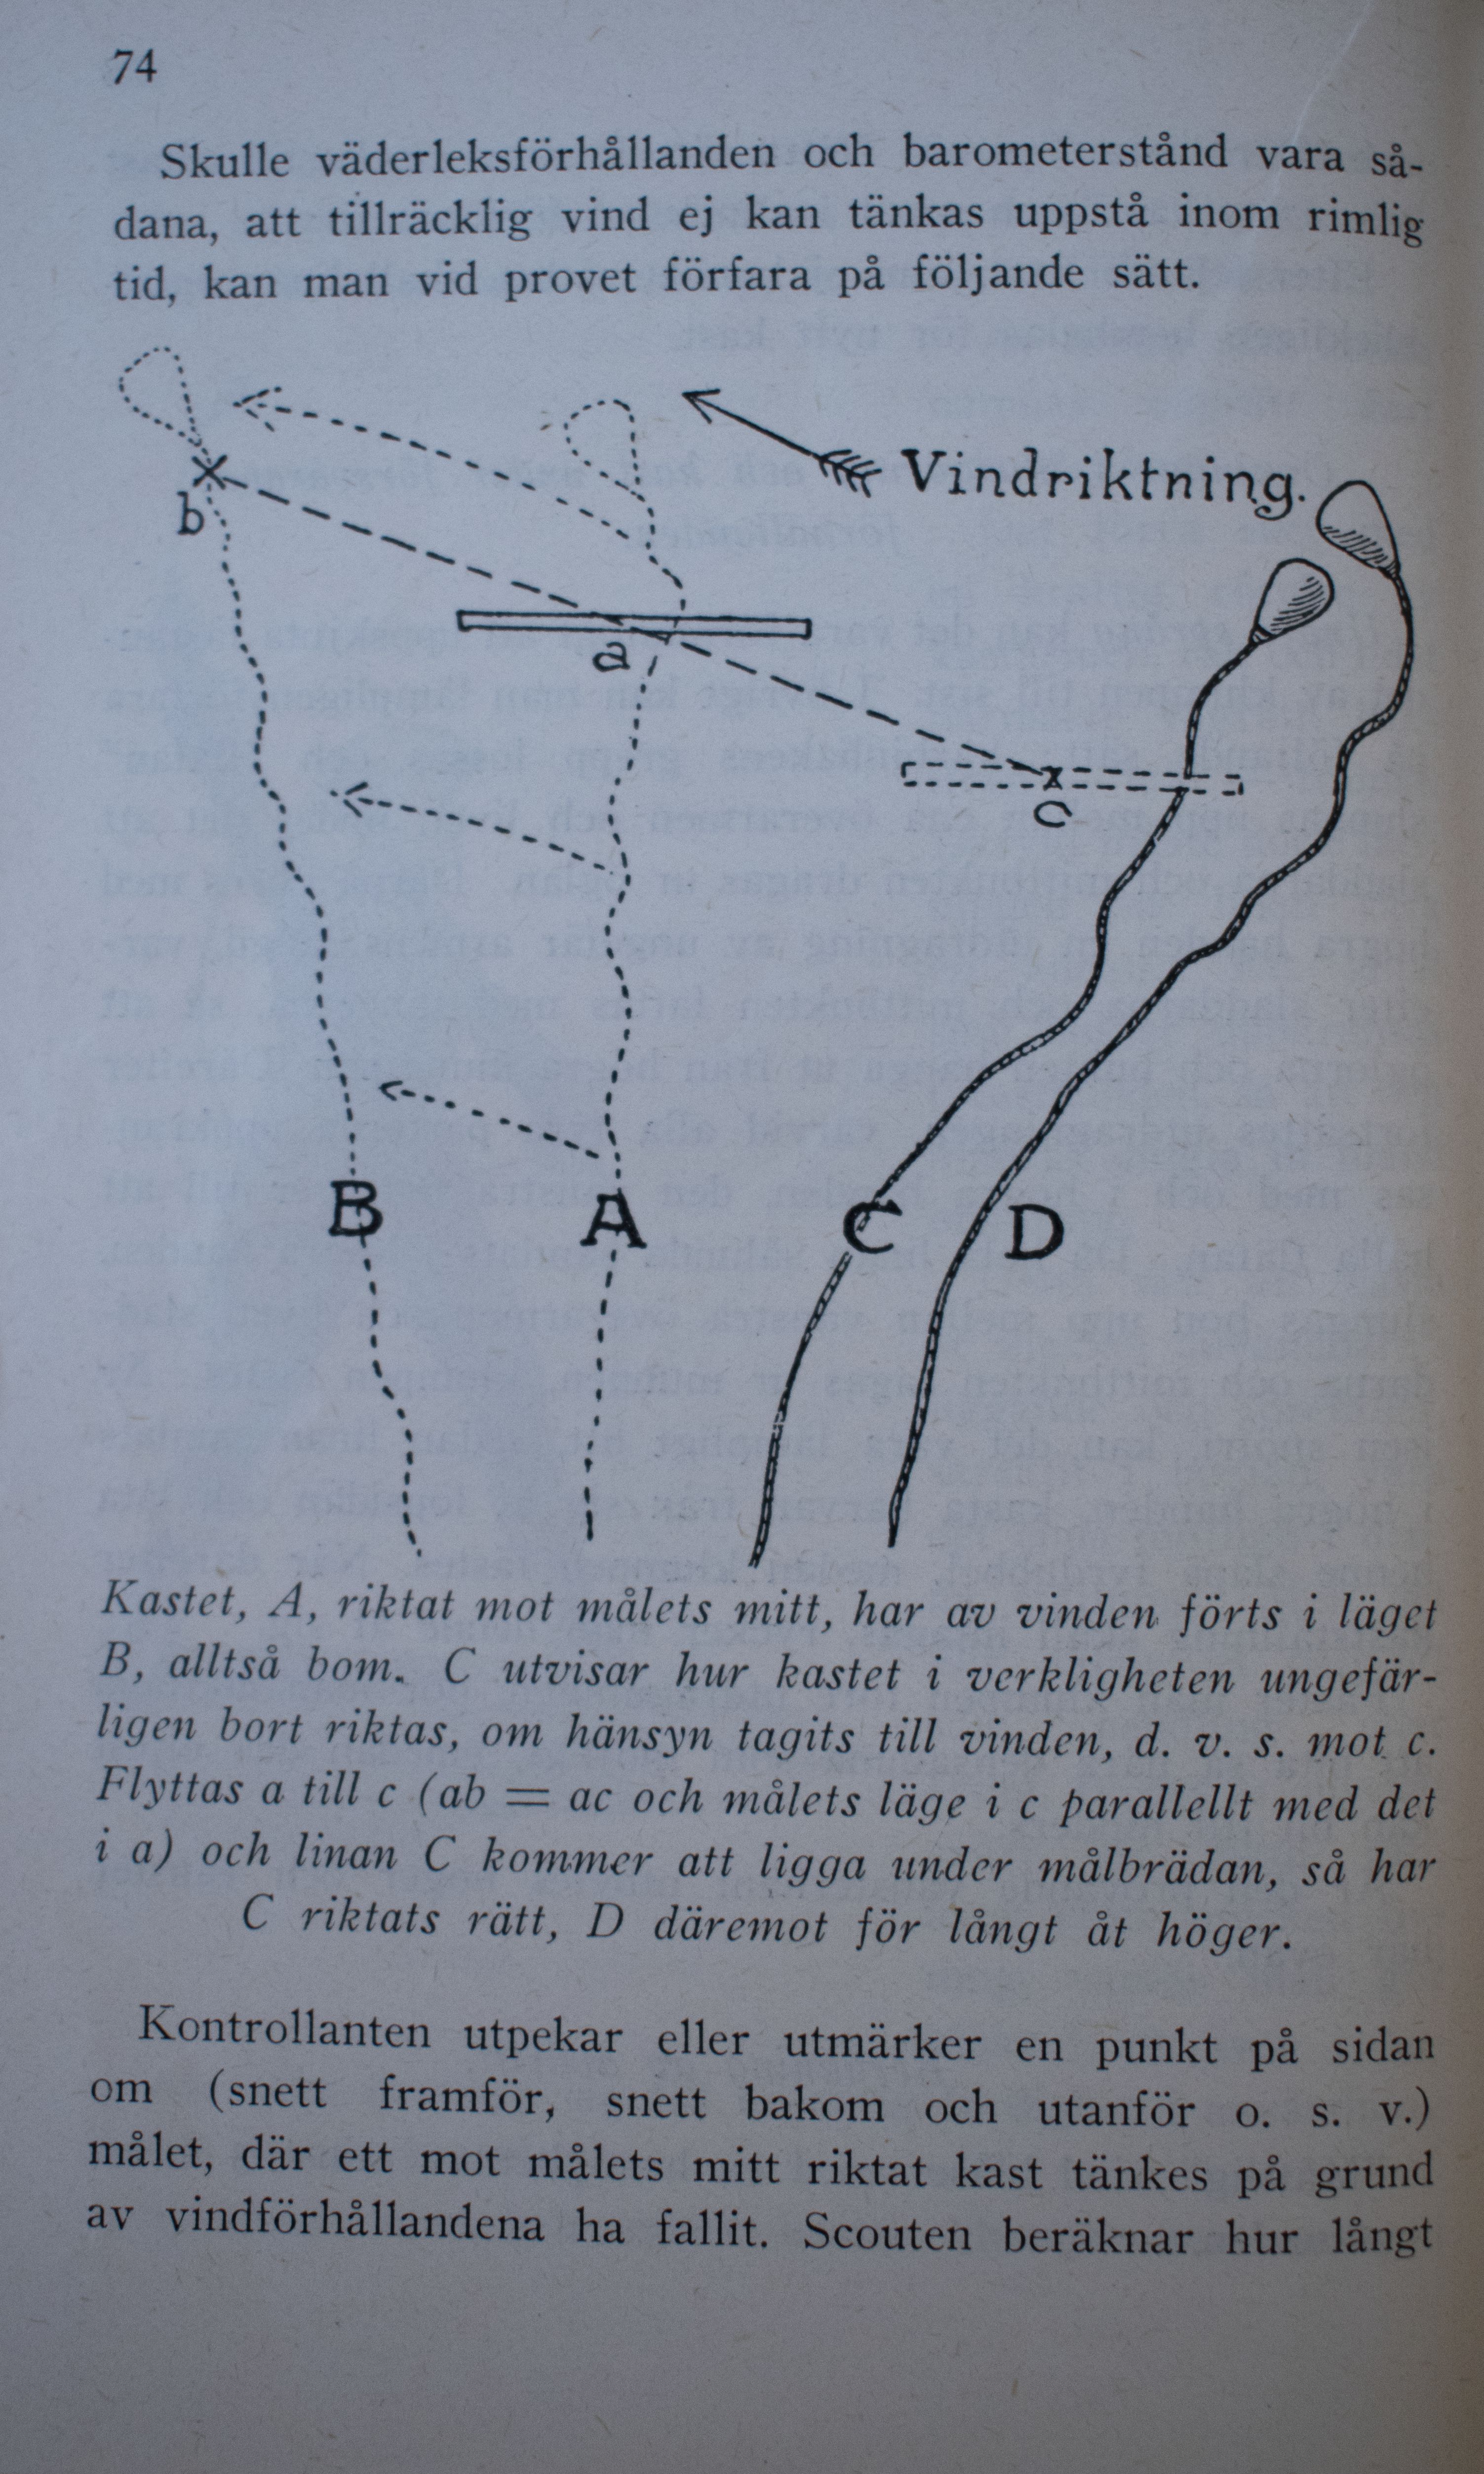 74
Skulle väderleksförhållanden och barometerstånd vara så-
dana, att tillräcklig vind ej kan tänkas uppstå inom rimlig
tid, kan man vid provet förfara på följande sätt.
Vindriktning.
b
a
c
B A C D
Kastet, A, riktat mot målets mitt, har av vinden förts i läget
B, alltså bom. C utvisar hur kastet i verkligheten ungefär-
ligen bort riktas, om hänsyn tagits till vinden, d. v. s. mot c.
Flyttas a till c (ab = ac och målets läge i c parallellt med det
i a) och linan C kommer att ligga under målbrädan, så har
C riktats rätt, D däremot för långt åt höger.
Kontrollanten utpekar eller utmärker en punkt på sidan
om (snett framför, snett bakom och utanför o. s. v.)
målet, där ett mot målets mitt riktat kast tänkes på grund
av vindförhållandena ha fallit. Scouten beräknar hur långt